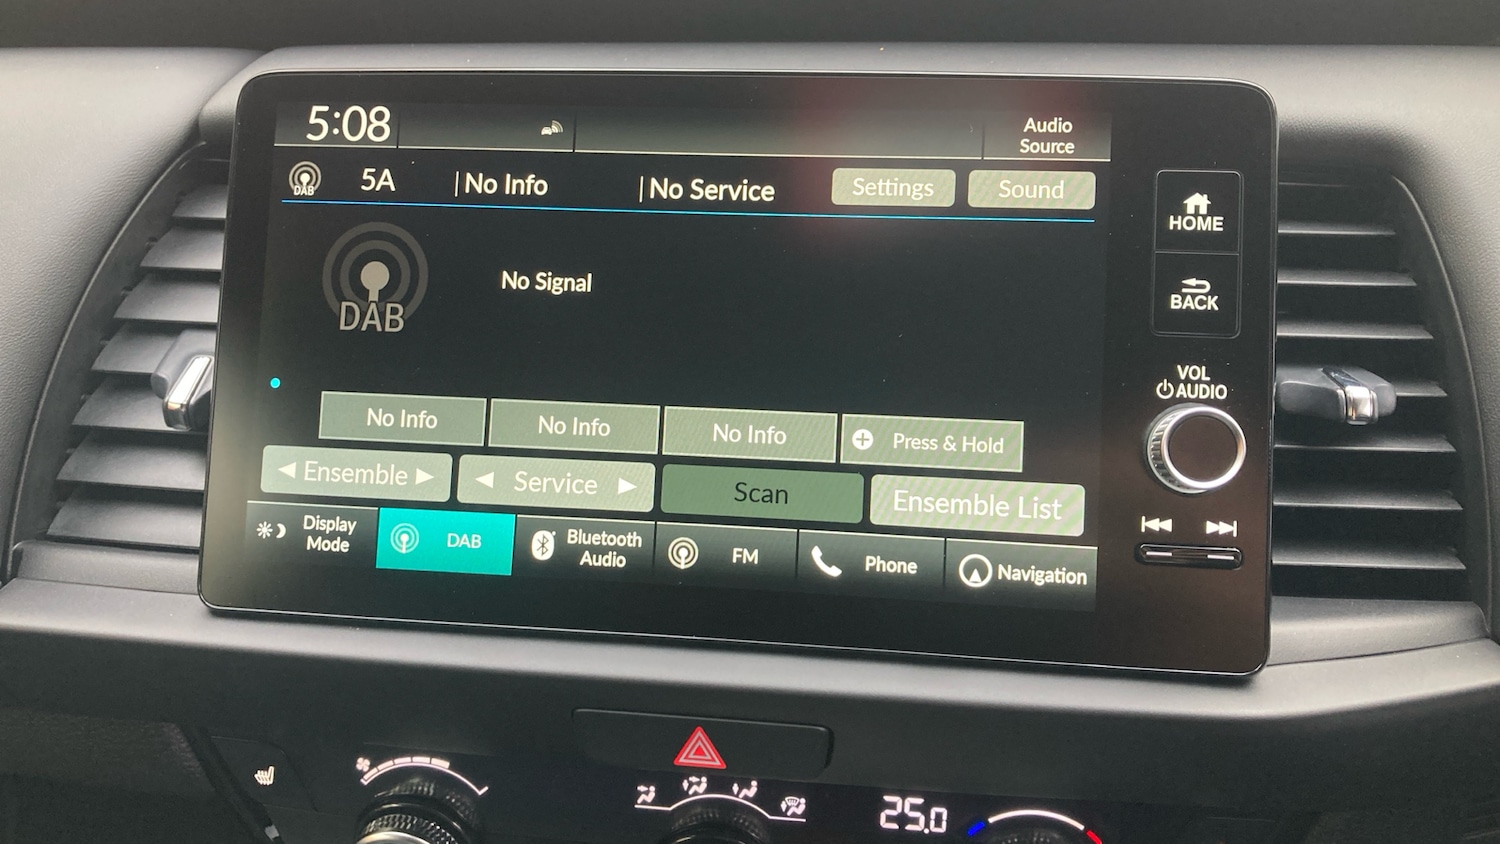 5:08
Audio
Source
DAB
5A
|No Info
|No Service
Settings
Sound
HOME
DAB
No Signal
BACK
VOL
AUDIO
No Info
No Info
No Info
Press & Hold
Ensemble
Service
Scan
Ensemble List
Display
Mode
DAB
Bluetooth
Audio
FM
Phone
Navigation
25.0